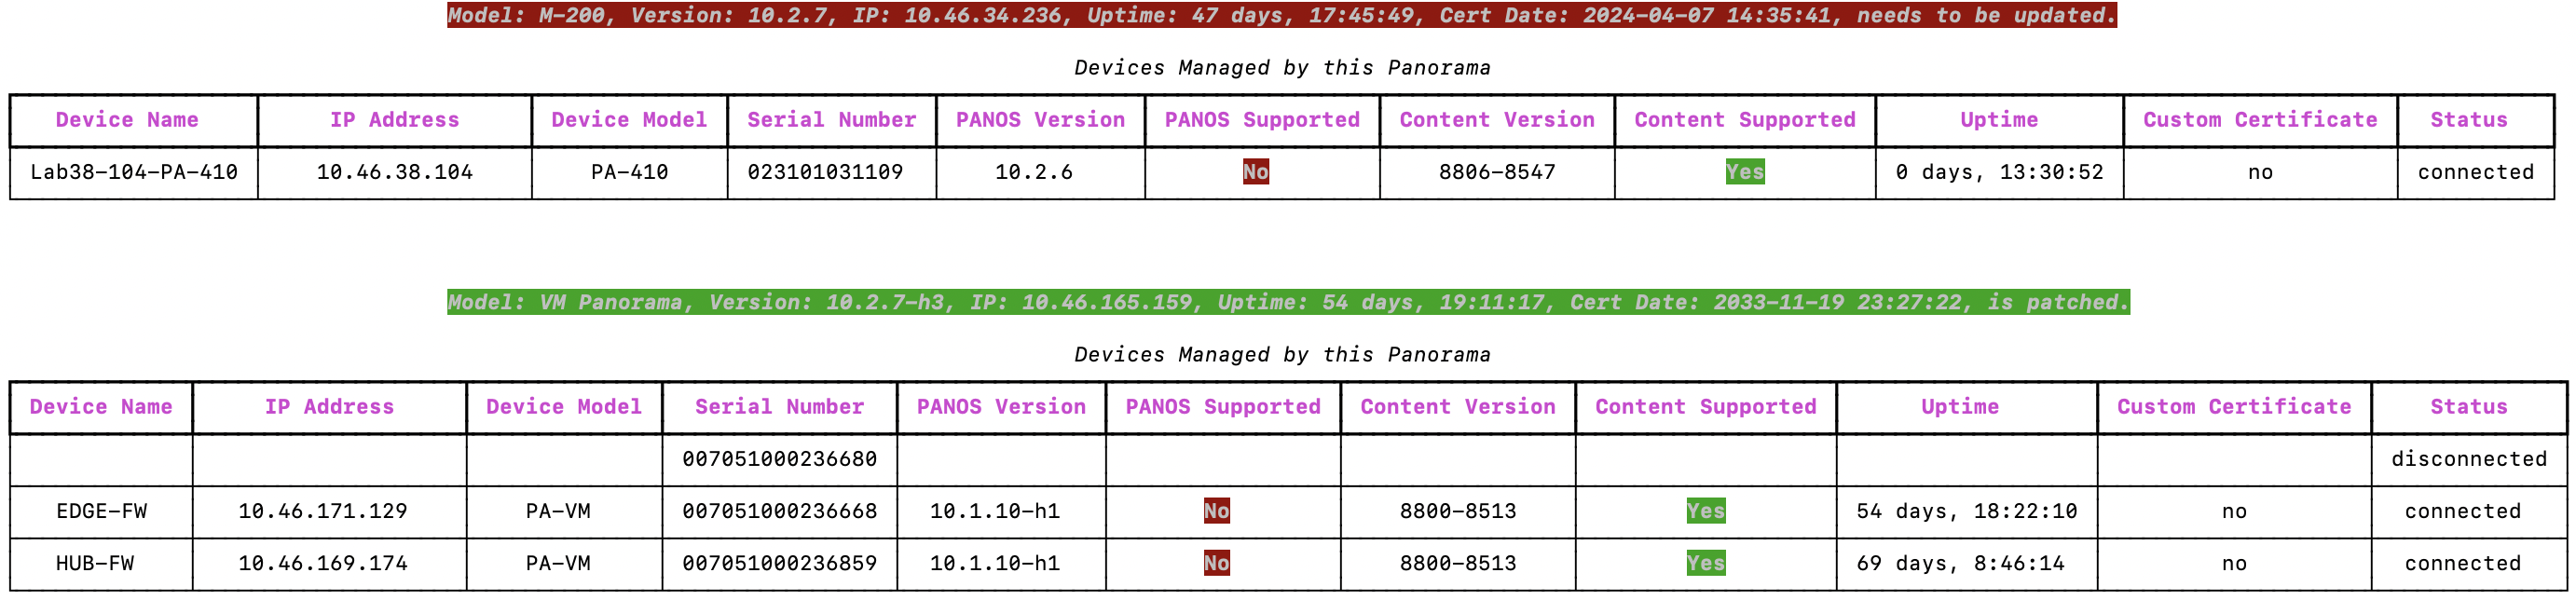 Model: M-200, Version: 10.2.7, IP: 10.46.34.236, Uptime: 47 days, 17:45:49, Cert Date: 2024-04-07 14:35:41, needs to be updated.
Devices Managed by this Panorama
Device Name IP Address Device Model Serial Number PANOS Version PANOS Supported Content Version Content Supported Uptime Custom Certificate Status
Lab38-104-PA-410 10.46.38.104 PA-410 023101031109 10.2.6 No 8806-8547 Yes 0 days, 13:30:52 no connected
Model: VM Panorama, Version: 10.2.7-h3, IP: 10.46.165.159, Uptime: 54 days, 19:11:17, Cert Date: 2033-11-19 23:27:22, is patched.
Devices Managed by this Panorama
Device Name IP Address Device Model Serial Number PANOS Version PANOS Supported Content Version Content Supported Uptime Custom Certificate Status
007051000236680 disconnected
EDGE-FW 10.46.171.129 PA-VM 007051000236668 10.1.10-h1 No 8800-8513 Yes 54 days, 18:22:10 no connected
HUB-FW 10.46.169.174 PA-VM 007051000236859 10.1.10-h1 No 8800-8513 Yes 69 days, 8:46:14 no connected